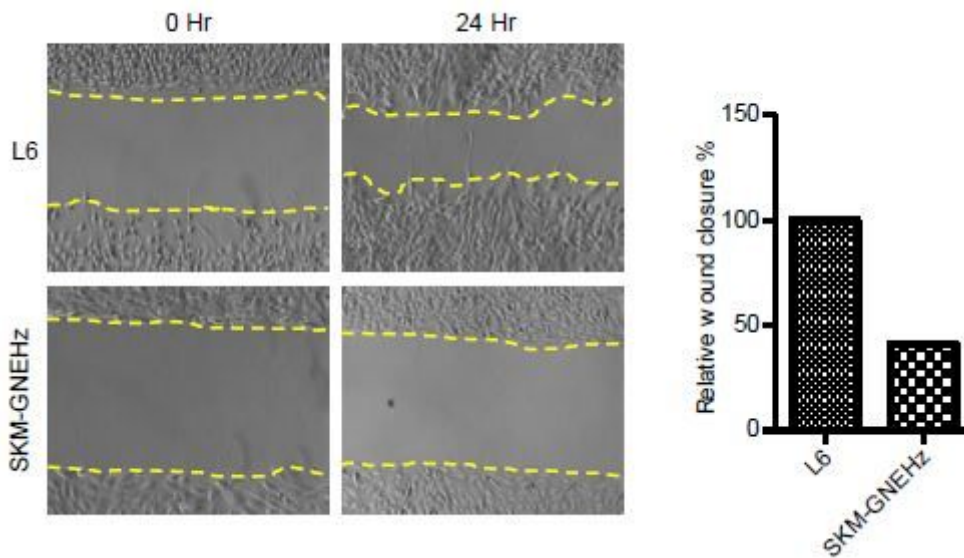 0 Hr 24 Hr
L6
SKM-GNEHz
Relative wound closure %
150
100
50
0
L6
SKM-GNEHz